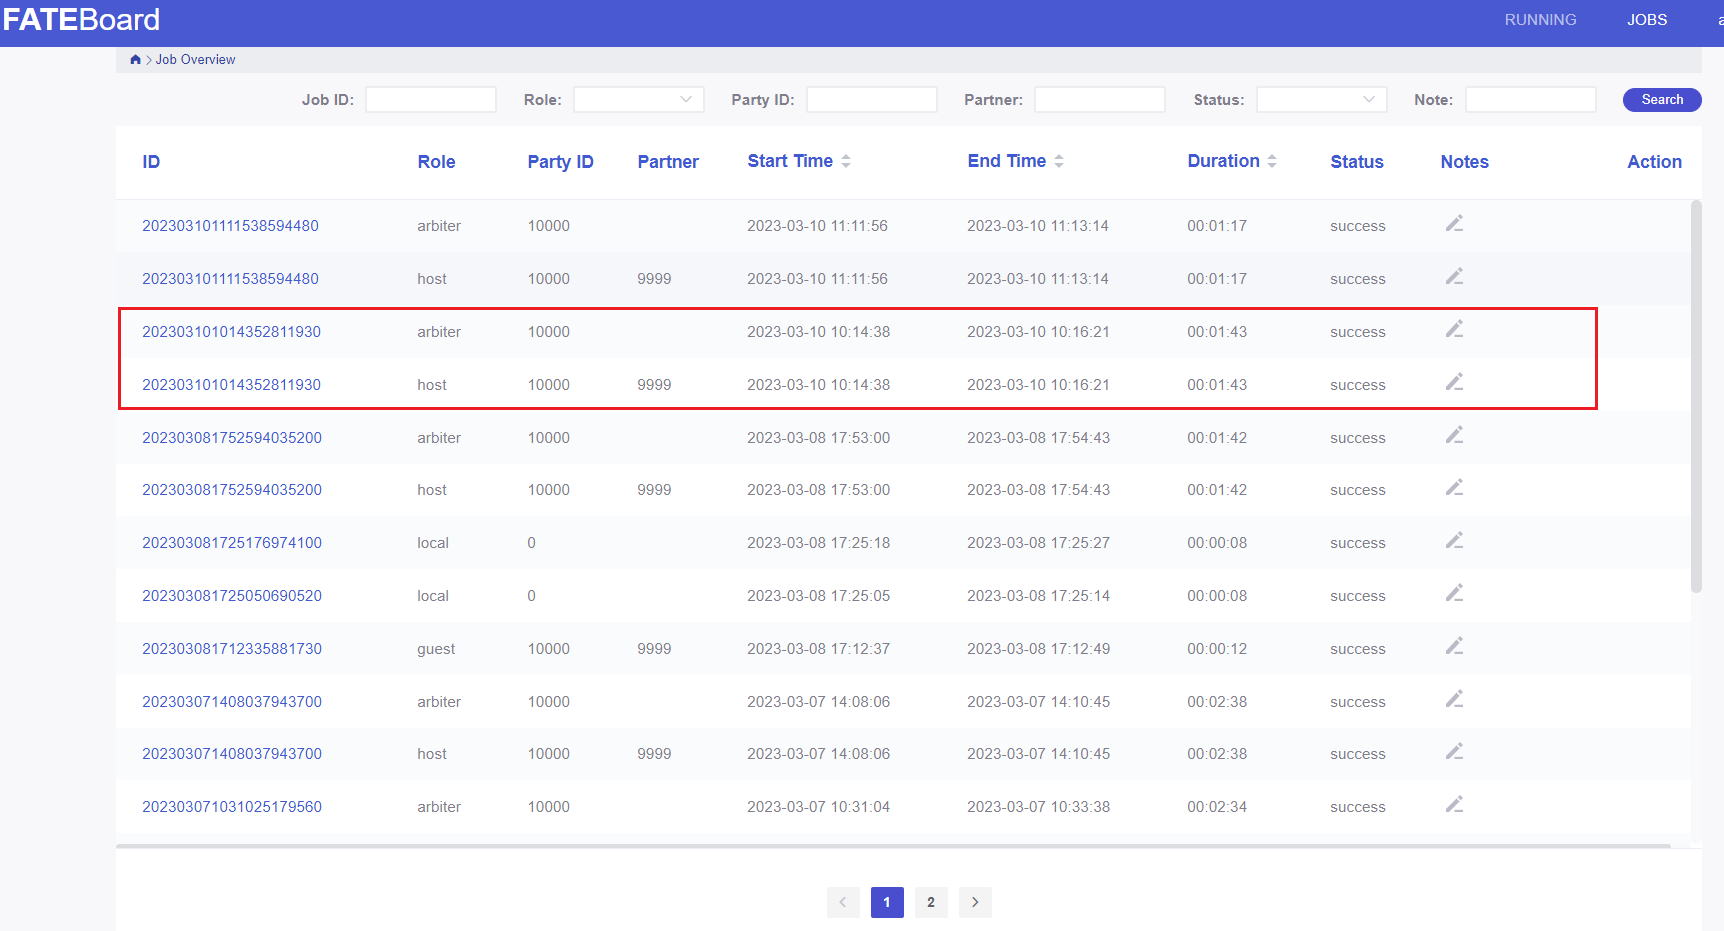 FATEBoard RUNNING JOBS a
Job Overview
Job ID: Role: Party ID: Partner: Status: Note: Search
ID Role Party ID Partner Start Time End Time Duration Status Notes Action
202303101111538594480 arbiter 10000 2023-03-10 11:11:56 2023-03-10 11:13:14 00:01:17 success
202303101111538594480 host 10000 9999 2023-03-10 11:11:56 2023-03-10 11:13:14 00:01:17 success
202303101014352811930 arbiter 10000 2023-03-10 10:14:38 2023-03-10 10:16:21 00:01:43 success
202303101014352811930 host 10000 9999 2023-03-10 10:14:38 2023-03-10 10:16:21 00:01:43 success
202303081752594035200 arbiter 10000 2023-03-08 17:53:00 2023-03-08 17:54:43 00:01:42 success
202303081752594035200 host 10000 9999 2023-03-08 17:53:00 2023-03-08 17:54:43 00:01:42 success
202303081725176974100 local 0 2023-03-08 17:25:18 2023-03-08 17:25:27 00:00:08 success
202303081725050690520 local 0 2023-03-08 17:25:05 2023-03-08 17:25:14 00:00:08 success
202303081712335881730 guest 10000 9999 2023-03-08 17:12:37 2023-03-08 17:12:49 00:00:12 success
202303071408037943700 arbiter 10000 2023-03-07 14:08:06 2023-03-07 14:10:45 00:02:38 success
202303071408037943700 host 10000 9999 2023-03-07 14:08:06 2023-03-07 14:10:45 00:02:38 success
202303071031025179560 arbiter 10000 2023-03-07 10:31:04 2023-03-07 10:33:38 00:02:34 success
1 2